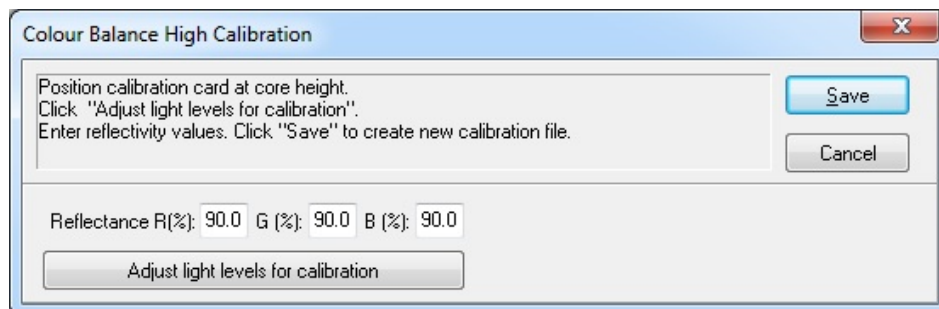 Colour Balance High Calibration
Position calibration card at core height.
Click "Adjust light levels for calibration".
Enter reflectivity values. Click "Save" to create new calibration file.
Save
Cancel
Reflectance R(%): 90.0 G (%): 90.0 B (%): 90.0
Adjust light levels for calibration